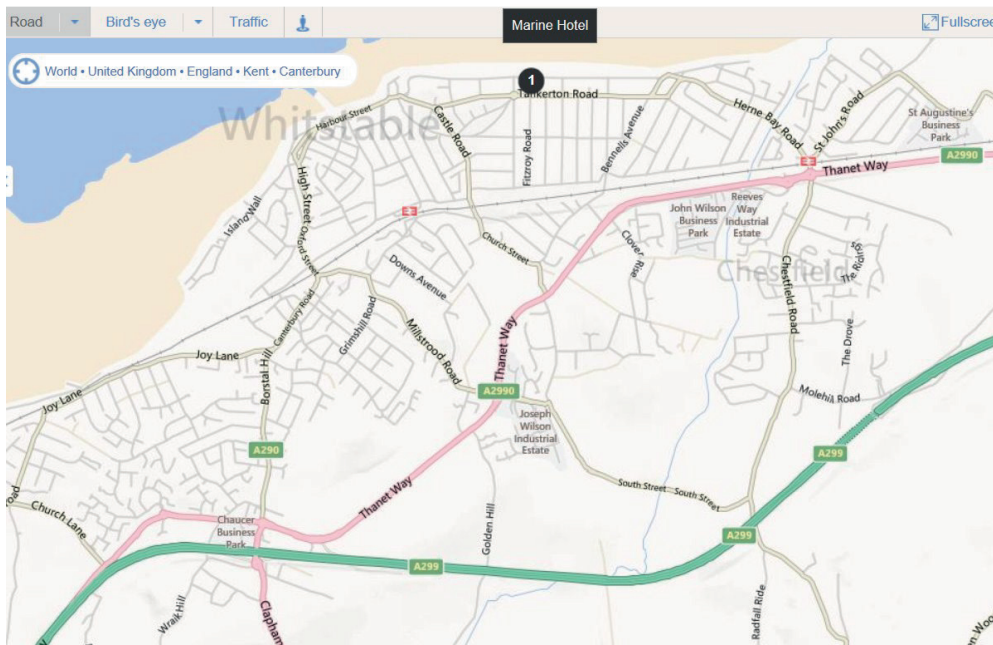 Road
Bird's eye
Traffic
Marine Hotel
Fullscree
World • United Kingdom • England • Kent • Canterbury
1
Tankerton Road
Whitstable
Harbour Street
Castle Road
Fitzroy Road
Bennells Avenue
Herne Bay Road
St John's Road
St Augustine's
Business
Park
A2990
Thanet Way
High Street
Oxford Street
Island Wall
John Wilson
Business
Park
Reeves
Way
Industrial
Estate
Church Street
Clover Rise
Chestfield
The Ridings
Downs Avenue
Chestfield Road
Canterbury Road
Grimshill Road
Millstrood Road
Thanet Way
The Drove
Joy Lane
Borstal Hill
Joy Lane
A2990
Molehill Road
Joseph
Wilson
Industrial
Estate
A290
A299
South Street
South Street
Thanet Way
road
Church Lane
Chaucer
Business
Park
Golden Hill
A299
A299
Wraik Hill
Clapham
Radfall Ride
en Woo